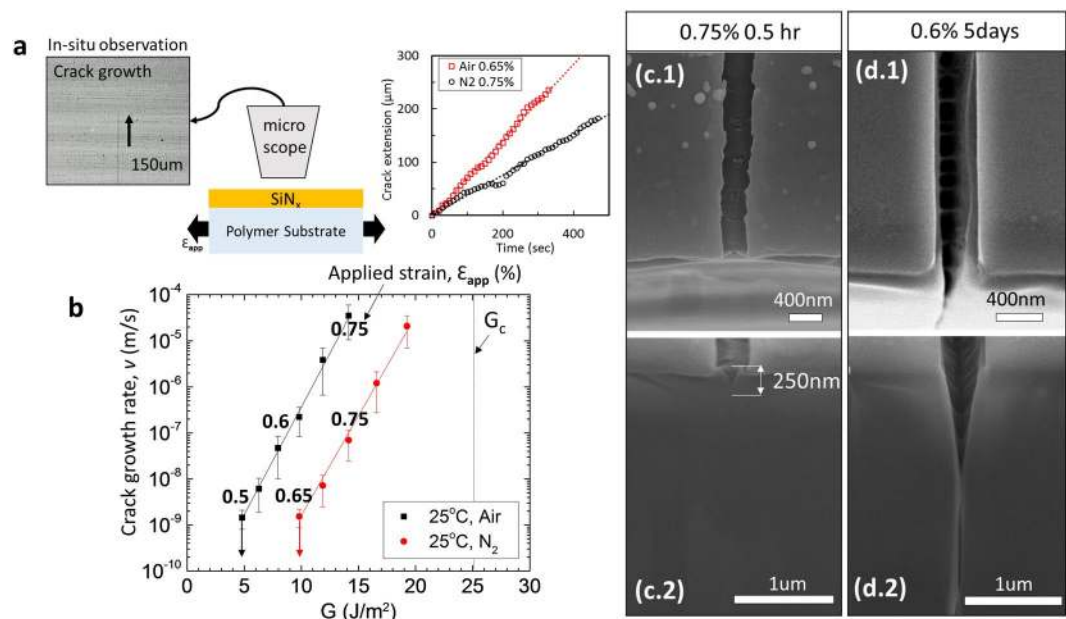 a
In-situ observation
Crack growth
150um
micro
scope
SiNₓ
Polymer Substrate
Ɛapp
Crack extension (μm)
300
200
100
0
Air 0.65%
N2 0.75%
0 200 400
Time (sec)
b
Applied strain, Ɛapp (%)
Crack growth rate, v (m/s)
10⁻⁴
10⁻⁵
10⁻⁶
10⁻⁷
10⁻⁸
10⁻⁹
10⁻¹⁰
0.75
0.6
0.75
0.5
0.65
Gc
25°C, Air
25°C, N₂
0 5 10 15 20 25 30
G (J/m²)
0.75% 0.5 hr
(c.1)
400nm
250nm
(c.2)
1um
0.6% 5days
(d.1)
400nm
(d.2)
1um